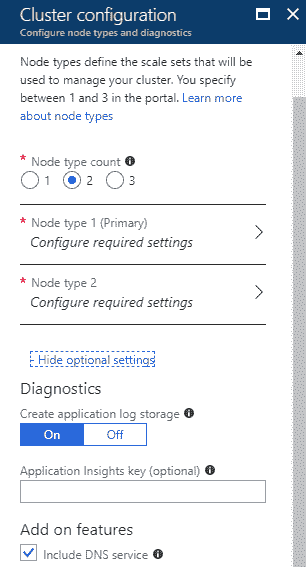 Cluster configuration
Configure node types and diagnostics
Node types define the scale sets that will be
used to manage your cluster. You specify
between 1 and 3 in the portal. Learn more
about node types
* Node type count
1 2 3
* Node type 1 (Primary)
Configure required settings
* Node type 2
Configure required settings
- Hide optional settings
Diagnostics
Create application log storage
On Off
Application Insights key (optional)
Add on features
Include DNS service